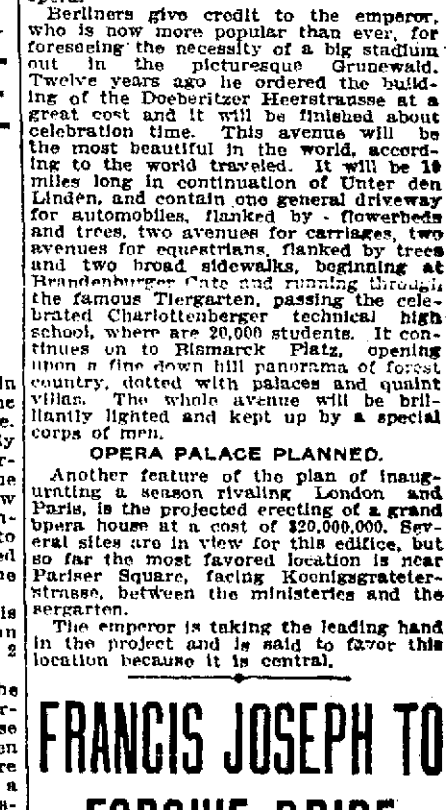 Berliners give credit to the emperor,
who is now more popular than ever, for
foreseeing the necessity of a big stadium
out in the picturesque Grunewald.
Twelve years ago he ordered the build-
ing of the Doeberitzer Heerstrausse at a
great cost and it will be finished about
celebration time. This avenue will be
the most beautiful in the world, accord-
ing to the world traveled. It will be
miles long in continuation of Unter den
Linden, and contain one general driveway
for automobiles, flanked by - flowerbeds
and trees, two avenues for carriages, two
avenues for equestrians, flanked by trees
and two broad sidewalks, beginning at
Brandenburger Gate and running through
the famous Tiergarten, passing the cele-
brated Charlottenberger technical high
school, where are 20,000 students. It con-
tinues on to Bismarck Platz, opening
upon a fine down hill panorama of forest
country, dotted with palaces and quaint
villas. The whole avenue will be bril-
liantly lighted and kept up by a special
corps of men.
OPERA PALACE PLANNED.
Another feature of the plan of inaug-
urating a season rivaling London and
Paris, is the projected erecting of a grand
opera house at a cost of $20,000,000. Sev-
eral sites are in view for this edifice, but
so far the most favored location is near
Pariser Square, facing Koenigsgrateier-
strasse, between the ministeries and the
sergarten.
The emperor is taking the leading hand
in the project and is said to favor this
location because it is central.
FRANCIS JOSEPH TO